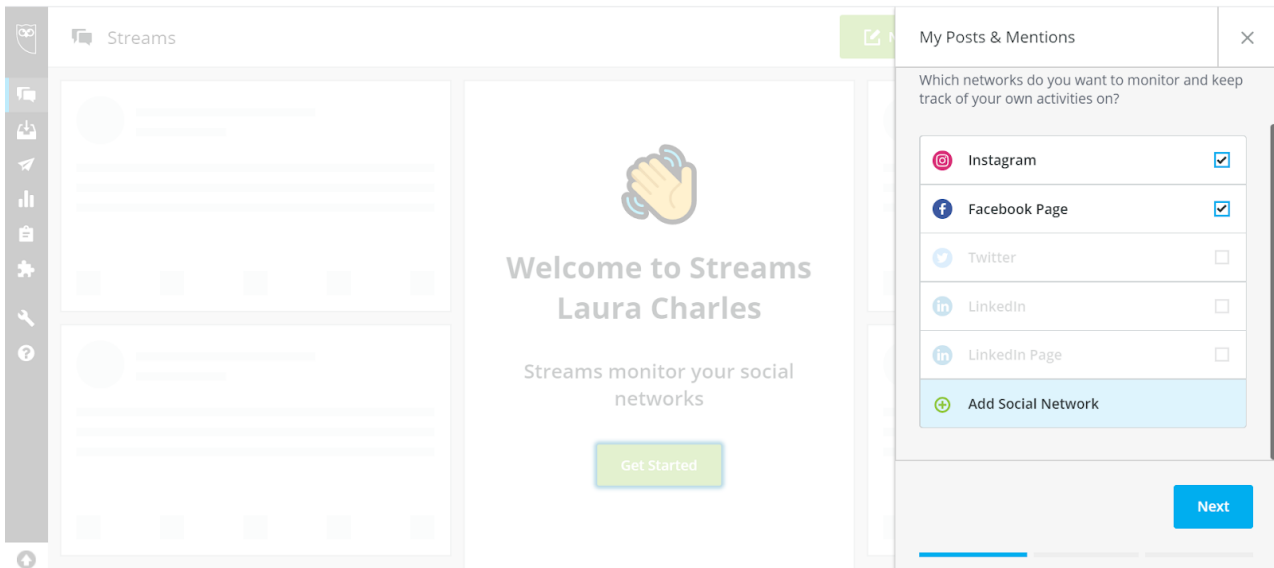 Streams
N
My Posts & Mentions
Which networks do you want to monitor and keep
track of your own activities on?
Instagram
Facebook Page
Twitter
LinkedIn
LinkedIn Page
Add Social Network
Next
Welcome to Streams
Laura Charles
Streams monitor your social
networks
Get Started